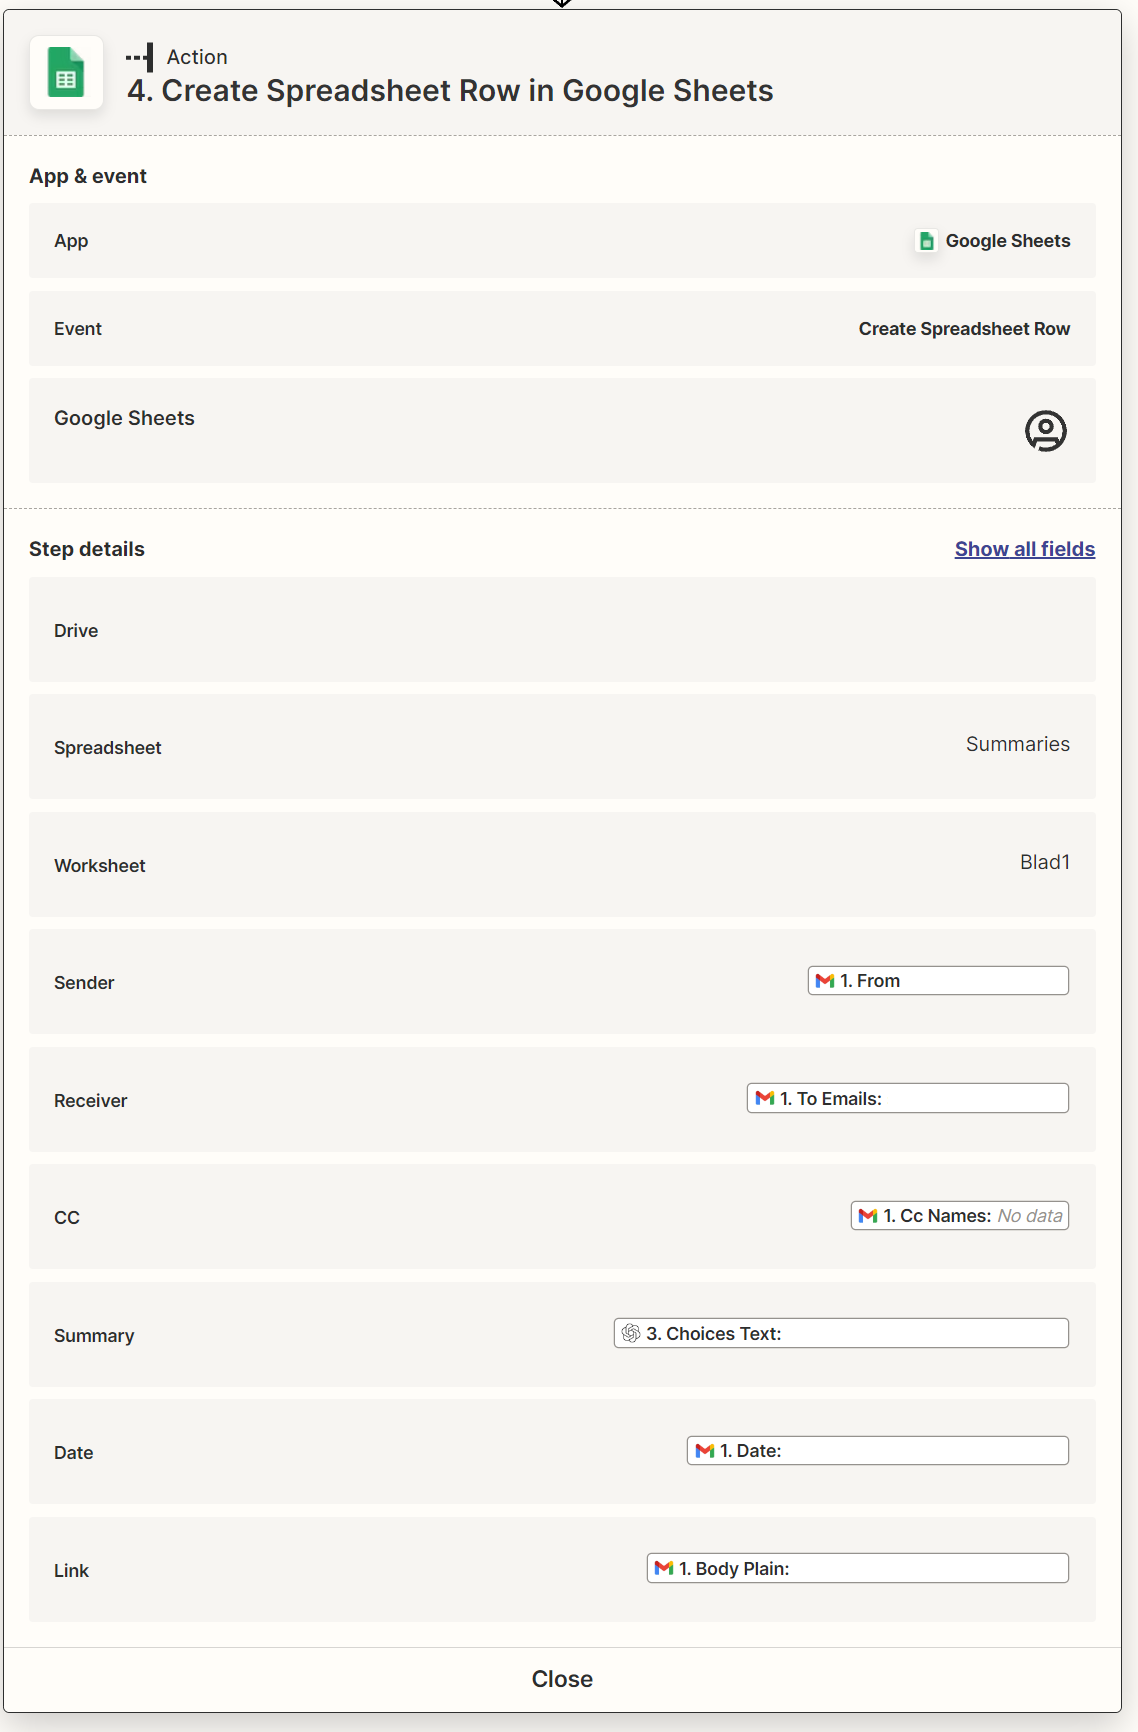 Action
4. Create Spreadsheet Row in Google Sheets
App & event
App Google Sheets
Event Create Spreadsheet Row
Google Sheets
Step details Show all fields
Drive
Spreadsheet Summaries
Worksheet Blad1
Sender 1. From
Receiver 1. To Emails:
CC 1. Cc Names: No data
Summary 3. Choices Text:
Date 1. Date:
Link 1. Body Plain:
Close